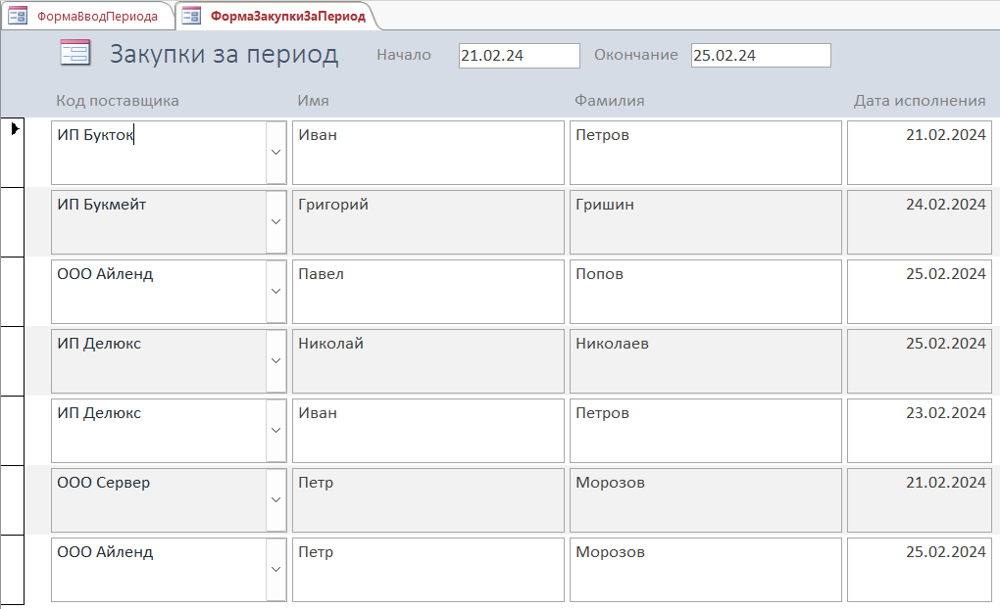 ФормаВводПериода ФормаЗакупкиЗаПериод
Закупки за период Начало 21.02.24 Окончание 25.02.24
Код поставщика Имя Фамилия Дата исполнения
ИП Букток Иван Петров 21.02.2024
ИП Букмейт Григорий Гришин 24.02.2024
ООО Айленд Павел Попов 25.02.2024
ИП Делюкс Николай Николаев 25.02.2024
ИП Делюкс Иван Петров 23.02.2024
ООО Сервер Петр Морозов 21.02.2024
ООО Айленд Петр Морозов 25.02.2024